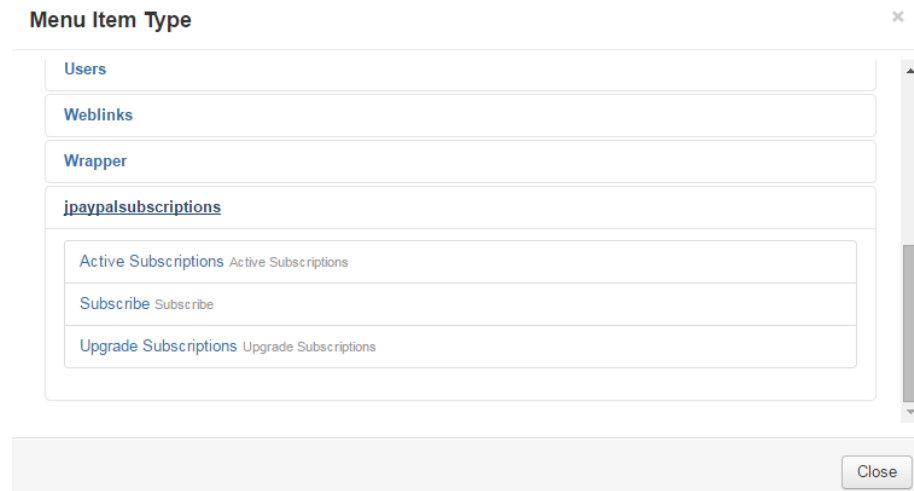 Menu Item Type
×
Users
Weblinks
Wrapper
jpaypalsubscriptions
Active Subscriptions Active Subscriptions
Subscribe Subscribe
Upgrade Subscriptions Upgrade Subscriptions
Close